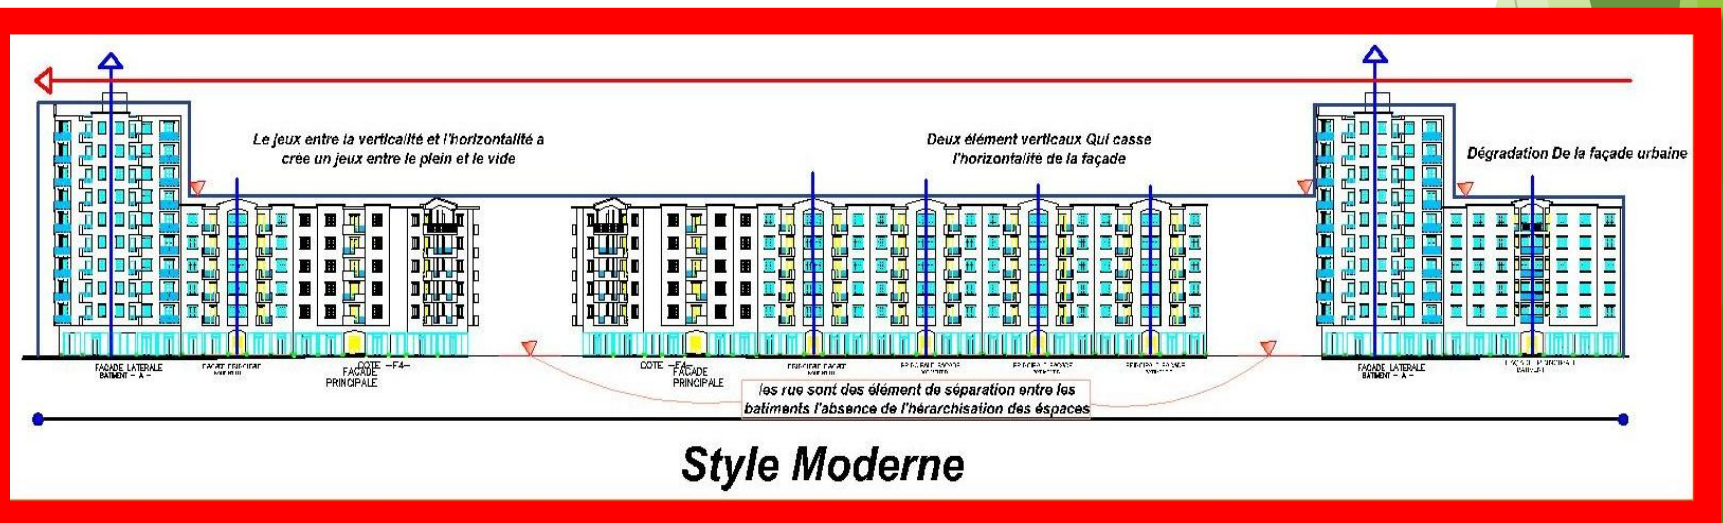 Le jeux entre la verticalité et l'horizontalité a
crée un jeux entre le plein et le vide
Deux élément verticaux Qui casse
l'horizontalité de la façade
Dégradation De la façade urbaine
FAÇADE LATERALE
BATIMENT - A -
COTE -F4-
FAÇADE
PRINCIPALE
COTE -F4-
FAÇADE
PRINCIPALE
FAÇADE LATERALE
BATIMENT - A -
les rue sont des élément de séparation entre les
batiments l'absence de l'hérarchisation des éspaces
Style Moderne